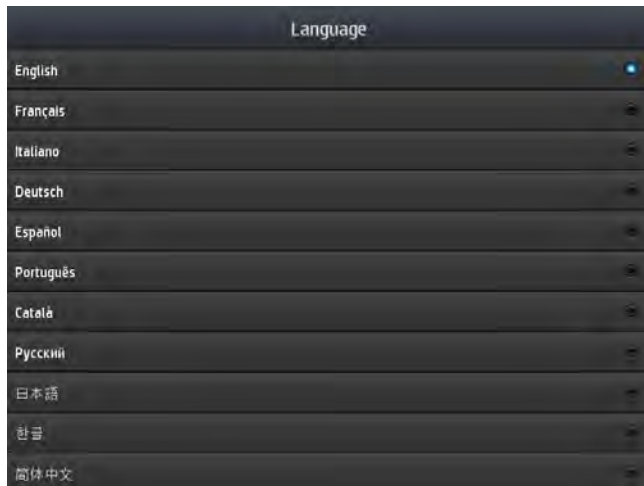 Language
English
Français
Italiano
Deutsch
Español
Português
Català
Русский
日本語
한글
简体中文